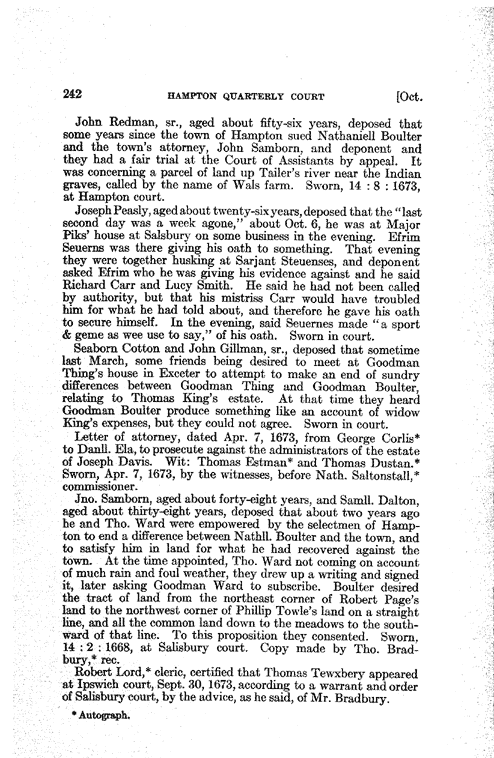 242 HAMPTON QUARTERLY COURT [Oct.
John Redman, sr., aged about fifty-six years, deposed that
some years since the town of Hampton sued Nathaniell Boulter
and the town's attorney, John Samborn, and deponent and
they had a fair trial at the Court of Assistants by appeal. It
was concerning a parcel of land up Tailer's river near the Indian
graves, called by the name of Wals farm. Sworn, 14 : 8 : 1673,
at Hampton court.
Joseph Peasly, aged about twenty-six years, deposed that the "last
second day was a week agone," about Oct. 6, he was at Major
Piks' house at Salsbury on some business in the evening. Efrim
Seuerns was there giving his oath to something. That evening
they were together husking at Sarjant Steuenses, and deponent
asked Efrim who he was giving his evidence against and he said
Richard Carr and Lucy Smith. He said he had not been called
by authority, but that his mistriss Carr would have troubled
him for what he had told about, and therefore he gave his oath
to secure himself. In the evening, said Seuernes made "a sport
& geme as wee use to say," of his oath. Sworn in court.
Seaborn Cotton and John Gillman, sr., deposed that sometime
last March, some friends being desired to meet at Goodman
Thing's house in Exceter to attempt to make an end of sundry
differences between Goodman Thing and Goodman Boulter,
relating to Thomas King's estate. At that time they heard
Goodman Boulter produce something like an account of widow
King's expenses, but they could not agree. Sworn in court.
Letter of attorney, dated Apr. 7, 1673, from George Corlis*
to Danll. Ela, to prosecute against the administrators of the estate
of Joseph Davis. Wit: Thomas Estman* and Thomas Dustan.*
Sworn, Apr. 7, 1673, by the witnesses, before Nath. Saltonstall,*
commissioner.
Jno. Samborn, aged about forty-eight years, and Samll. Dalton,
aged about thirty-eight years, deposed that about two years ago
he and Tho. Ward were empowered by the selectmen of Hamp-
ton to end a difference between Nathll. Boulter and the town, and
to satisfy him in land for what he had recovered against the
town. At the time appointed, Tho. Ward not coming on account
of much rain and foul weather, they drew up a writing and signed
it, later asking Goodman Ward to subscribe. Boulter desired
the tract of land from the northeast corner of Robert Page's
land to the northwest corner of Phillip Towle's land on a straight
line, and all the common land down to the meadows to the south-
ward of that line. To this proposition they consented. Sworn,
14 : 2 : 1668, at Salisbury court. Copy made by Tho. Brad-
bury,* rec.
Robert Lord,* cleric, certified that Thomas Tewxbery appeared
at Ipswich court, Sept. 30, 1673, according to a warrant and order
of Salisbury court, by the advice, as he said, of Mr. Bradbury.
* Autograph.